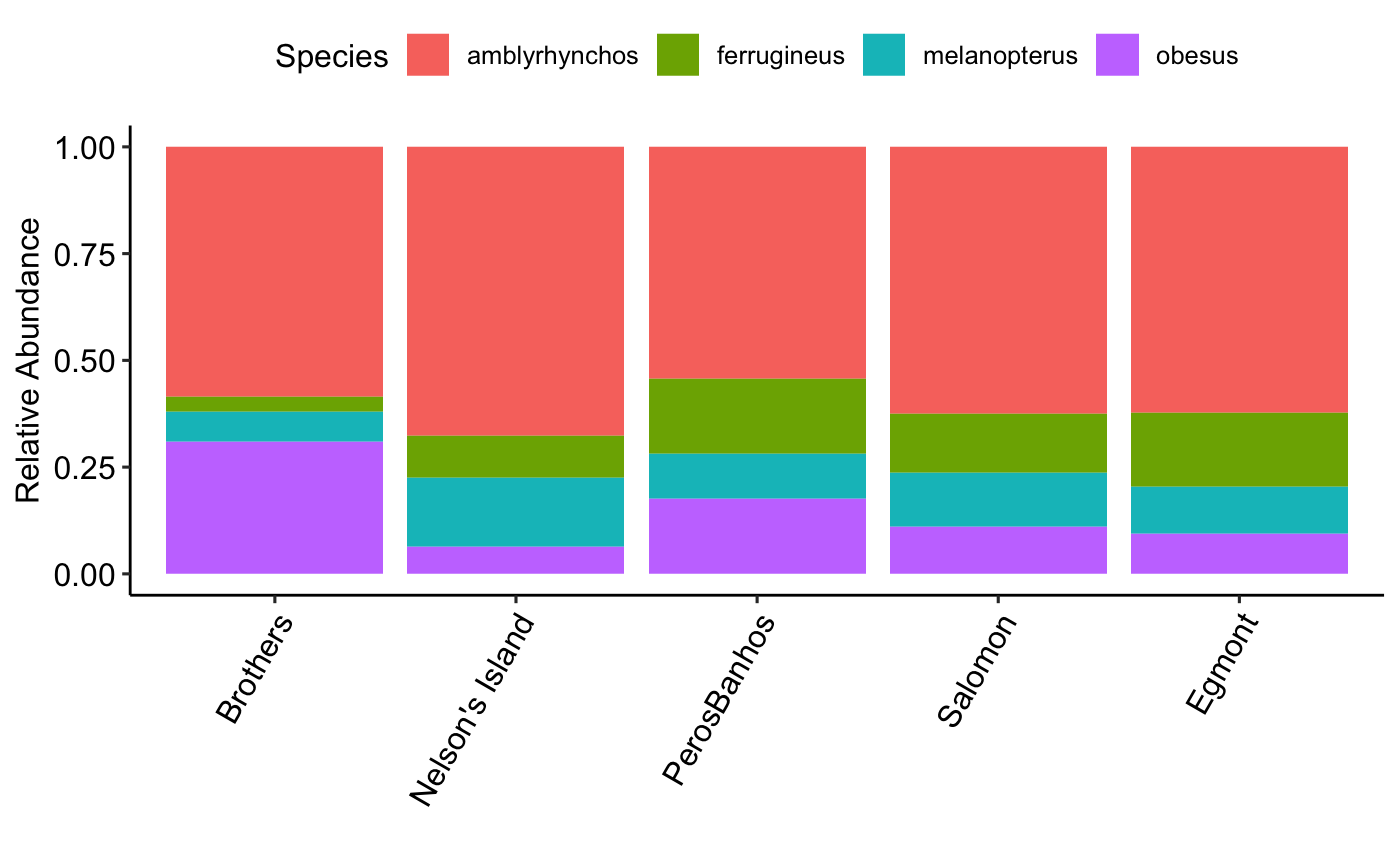 Species amblyrhynchos ferrugineus melanopterus obesus
Relative Abundance
1.00
0.75
0.50
0.25
0.00
Brothers
Nelson's Island
PerosBanhos
Salomon
Egmont